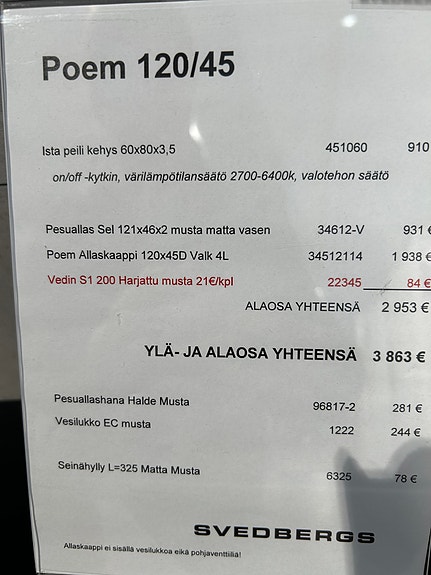 Poem 120/45
Ista peili kehys 60x80x3,5 451060 910
on/off -kytkin, värilämpötilansäätö 2700-6400k, valotehon säätö
Pesuallas Sel 121x46x2 musta matta vasen 34612-V 931 €
Poem Allaskaappi 120x45D Valk 4L 34512114 1 938 €
Vedin S1 200 Harjattu musta 21€/kpl 22345 84 €
ALAOSA YHTEENSÄ 2 953 €
YLÄ- JA ALAOSA YHTEENSÄ 3 863 €
Pesuallashana Halde Musta 96817-2 281 €
Vesilukko EC musta 1222 244 €
Seinähylly L=325 Matta Musta 6325 78 €
SVEDBERGS
Allaskaappi ei sisällä vesilukkoa eikä pohjaventtiiliä!